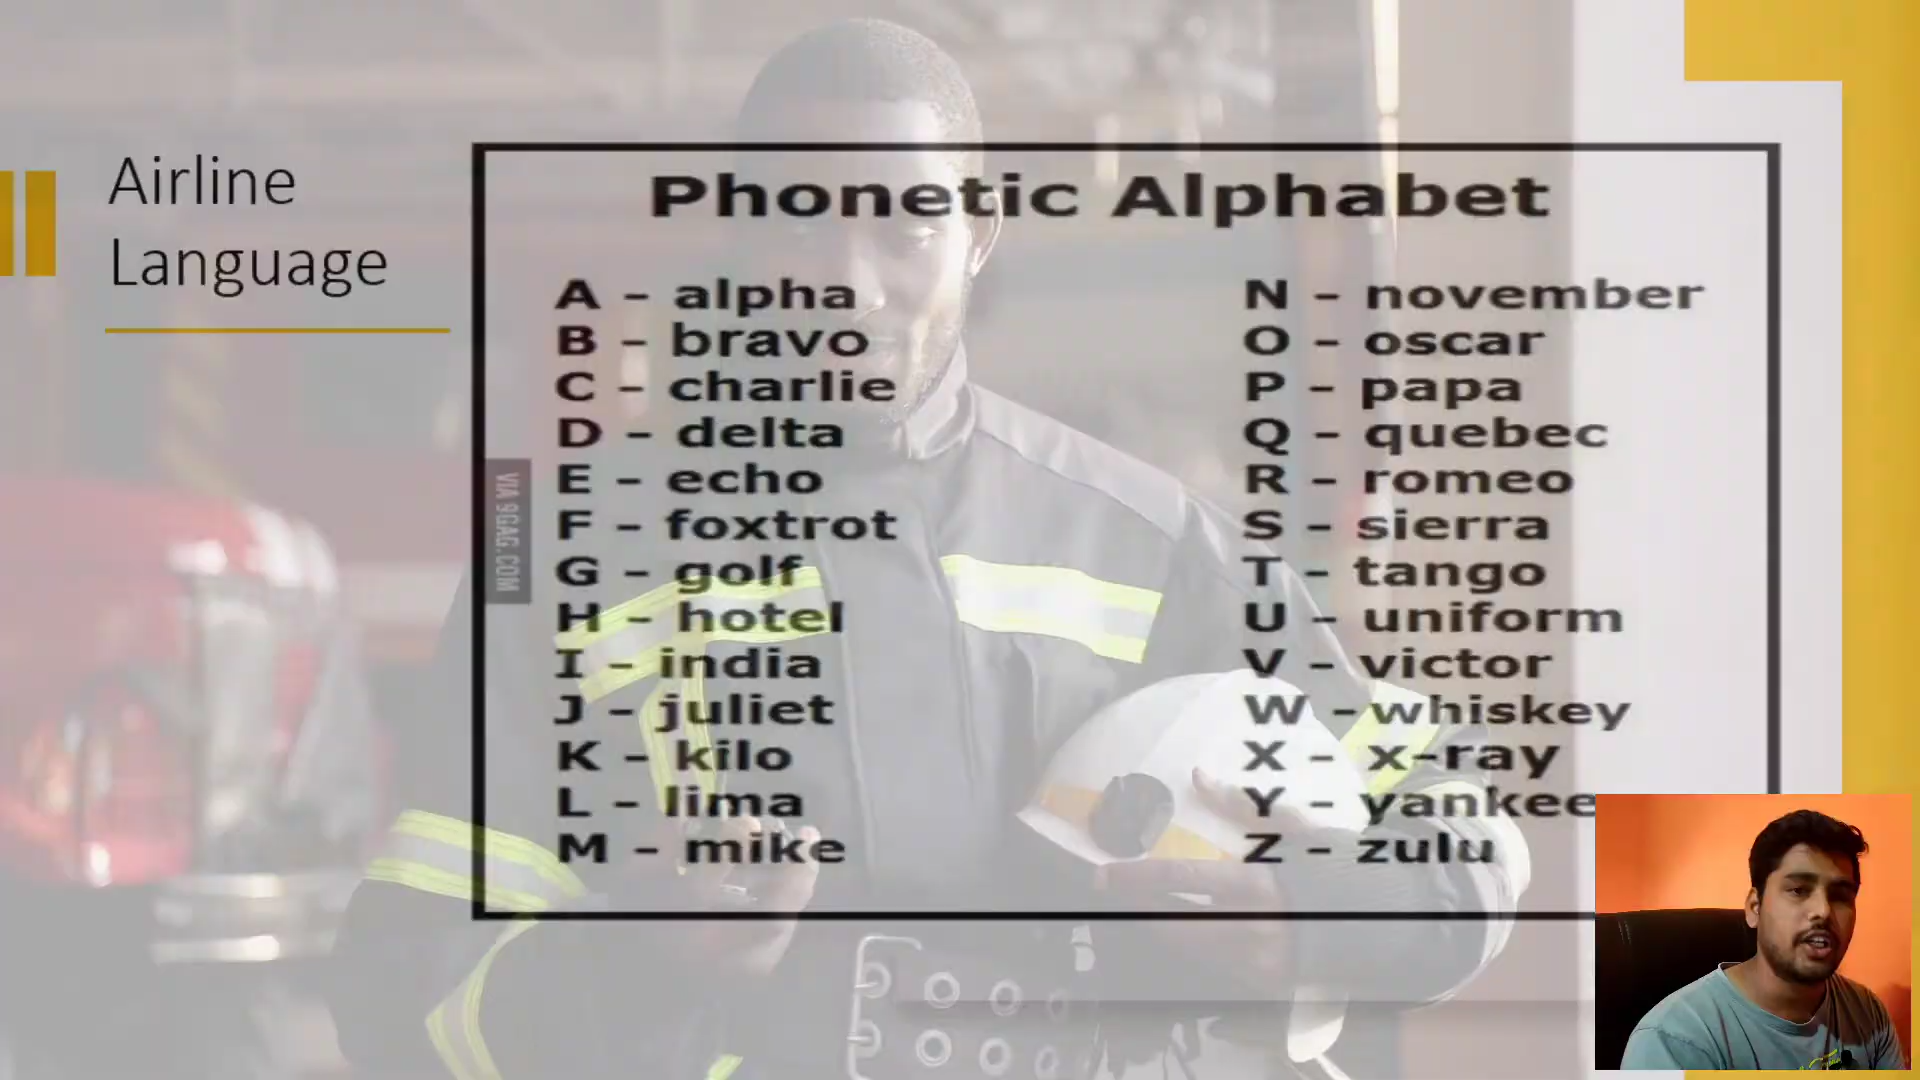 Airline
Language
Phonetic Alphabet
A - alpha
B - bravo
C - charlie
D - delta
E - echo
F - foxtrot
G - golf
H - hotel
I - india
J - juliet
K - kilo
L - lima
M - mike
N - november
O - oscar
P - papa
Q - quebec
R - romeo
S - sierra
T - tango
U - uniform
V - victor
W - whiskey
X - x-ray
Y - yankee
Z - zulu
VIA 9GAG.COM